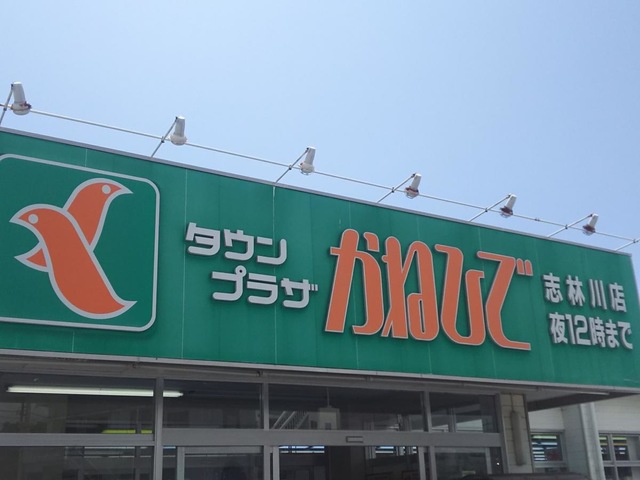 タウン
プラザ
かねひで
志林川店
夜12時まで